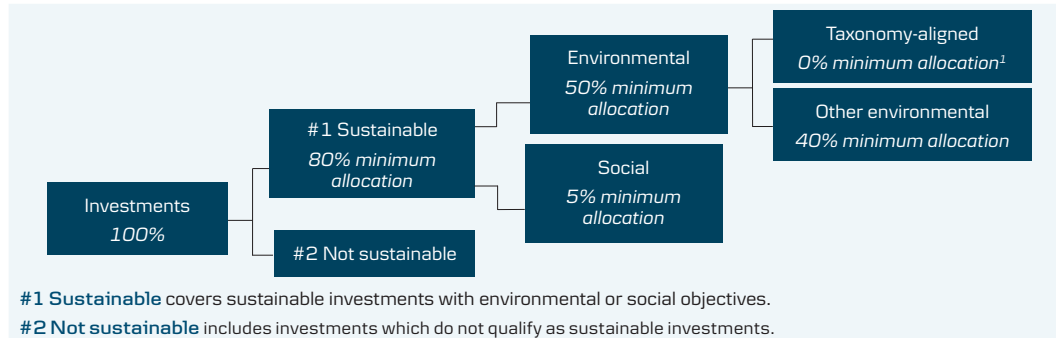 Investments
100%
#1 Sustainable
80% minimum
allocation
#2 Not sustainable
Environmental
50% minimum
allocation
Social
5% minimum
allocation
Taxonomy-aligned
0% minimum allocation¹
Other environmental
40% minimum allocation
#1 Sustainable covers sustainable investments with environmental or social objectives.
#2 Not sustainable includes investments which do not qualify as sustainable investments.